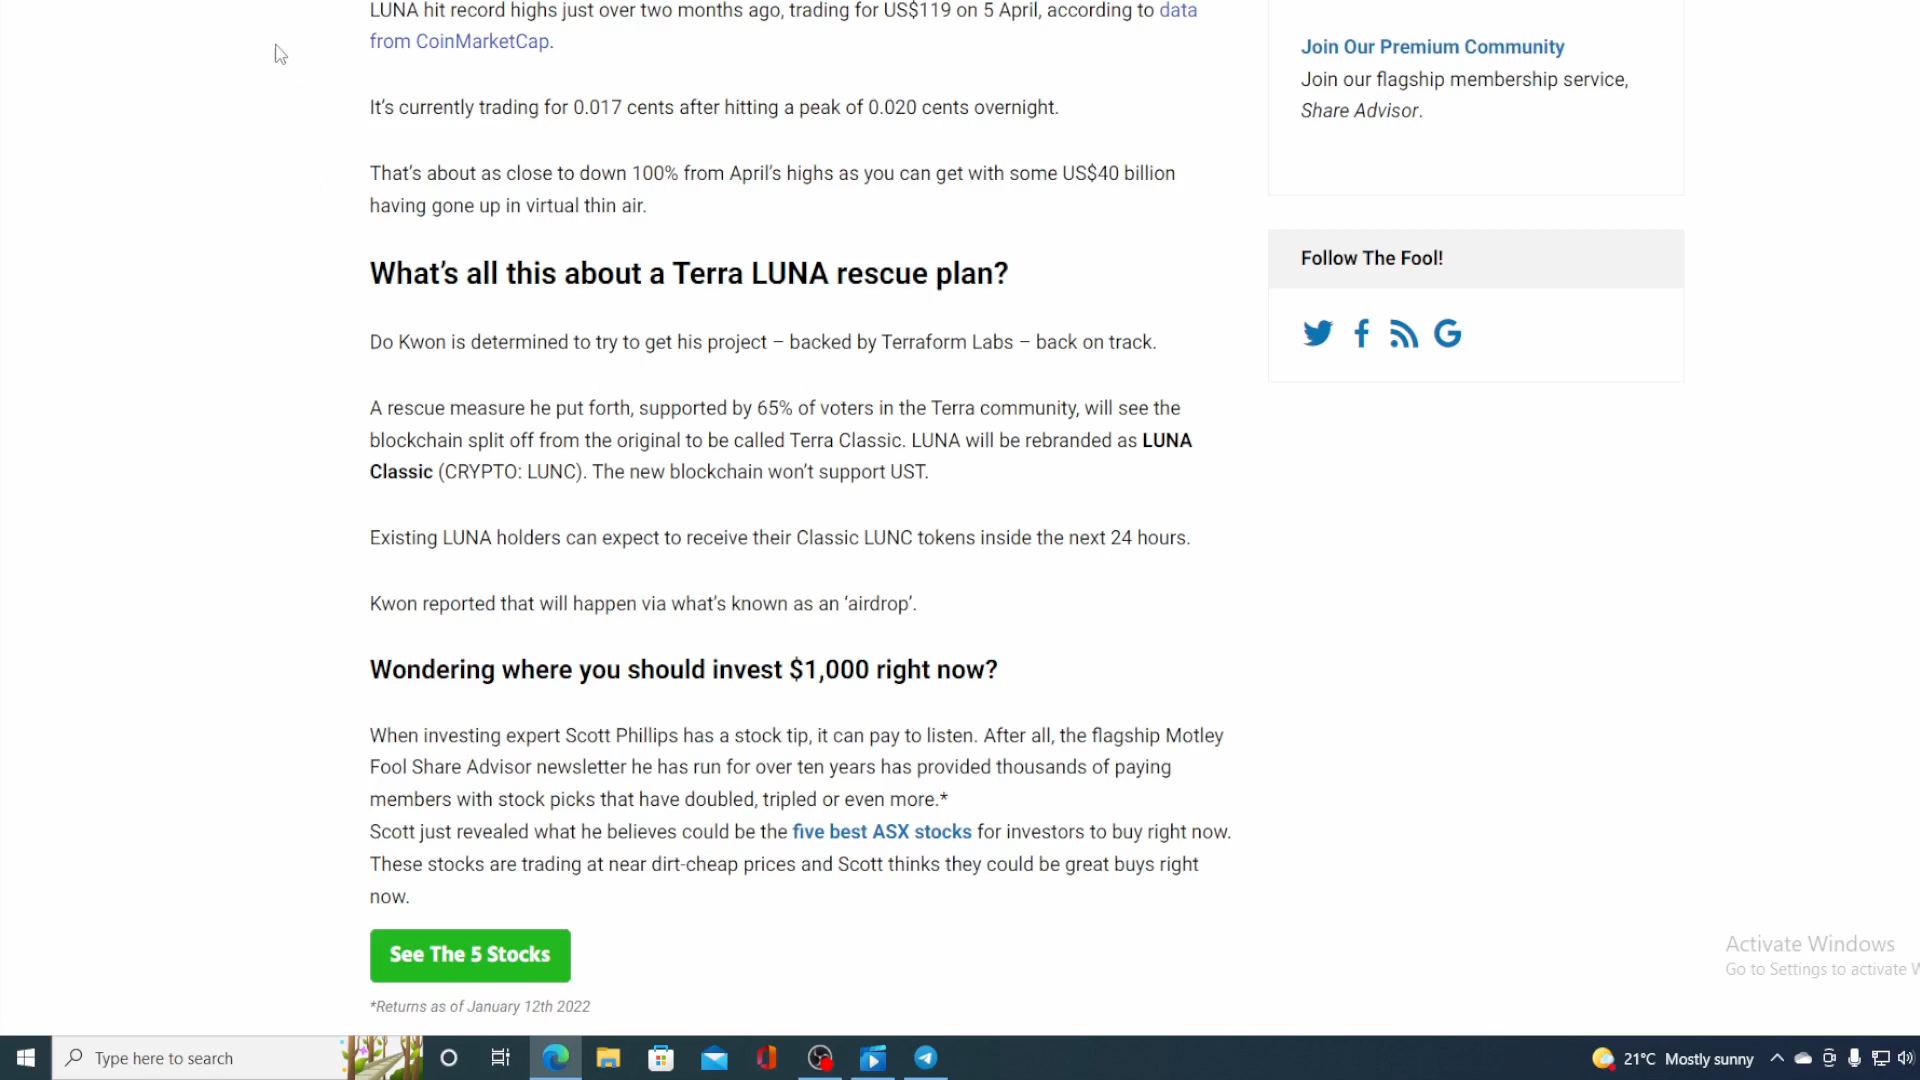 LUNA hit record highs just over two months ago, trading for US$119 on 5 April, according to data
from CoinMarketCap.
It’s currently trading for 0.017 cents after hitting a peak of 0.020 cents overnight.
That’s about as close to down 100% from April’s highs as you can get with some US$40 billion
having gone up in virtual thin air.
What’s all this about a Terra LUNA rescue plan?
Do Kwon is determined to try to get his project – backed by Terraform Labs – back on track.
A rescue measure he put forth, supported by 65% of voters in the Terra community, will see the
blockchain split off from the original to be called Terra Classic. LUNA will be rebranded as LUNA
Classic (CRYPTO: LUNC). The new blockchain won’t support UST.
Existing LUNA holders can expect to receive their Classic LUNC tokens inside the next 24 hours.
Kwon reported that will happen via what’s known as an ‘airdrop’.
Wondering where you should invest $1,000 right now?
When investing expert Scott Phillips has a stock tip, it can pay to listen. After all, the flagship Motley
Fool Share Advisor newsletter he has run for over ten years has provided thousands of paying
members with stock picks that have doubled, tripled or even more.*
Scott just revealed what he believes could be the five best ASX stocks for investors to buy right now.
These stocks are trading at near dirt-cheap prices and Scott thinks they could be great buys right
now.
See The 5 Stocks
*Returns as of January 12th 2022
Join Our Premium Community
Join our flagship membership service,
Share Advisor.
Follow The Fool!
Activate Windows
Go to Settings to activate W
Type here to search
21°C Mostly sunny